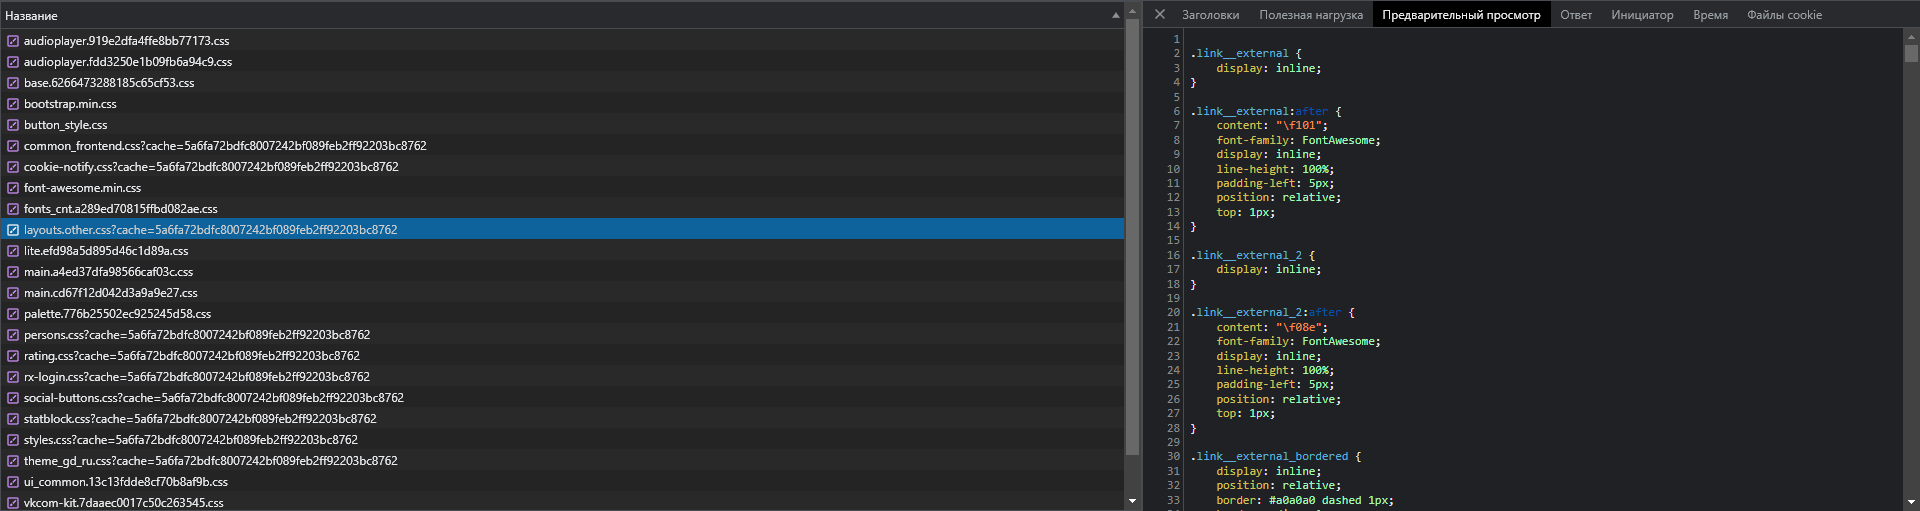 Название
audioplayer.919e2dfa4ffe8bb77173.css
audioplayer.fdd3250e1b09fb6a94c9.css
base.6266473288185c65cf53.css
bootstrap.min.css
button_style.css
common_frontend.css?cache=5a6fa72bdfc8007242bf089feb2ff92203bc8762
cookie-notify.css?cache=5a6fa72bdfc8007242bf089feb2ff92203bc8762
font-awesome.min.css
fonts_cnt.a289ed70815ffbd082ae.css
layouts.other.css?cache=5a6fa72bdfc8007242bf089feb2ff92203bc8762
lite.efd98a5d895d46c1d89a.css
main.a4ed37dfa98566caf03c.css
main.cd67f12d042d3a9a9e27.css
palette.776b25502ec925245d58.css
persons.css?cache=5a6fa72bdfc8007242bf089feb2ff92203bc8762
rating.css?cache=5a6fa72bdfc8007242bf089feb2ff92203bc8762
rx-login.css?cache=5a6fa72bdfc8007242bf089feb2ff92203bc8762
social-buttons.css?cache=5a6fa72bdfc8007242bf089feb2ff92203bc8762
statblock.css?cache=5a6fa72bdfc8007242bf089feb2ff92203bc8762
styles.css?cache=5a6fa72bdfc8007242bf089feb2ff92203bc8762
theme_gd_ru.css?cache=5a6fa72bdfc8007242bf089feb2ff92203bc8762
ui_common.13c13fdde8cf70b8af9b.css
vkcom-kit.7daaec0017c50c263545.css
Заголовки Полезная нагрузка Предварительный просмотр Ответ Инициатор Время Файлы cookie
1
2 .link__external {
3 display: inline;
4 }
5
6 .link__external:after {
7 content: "\f101";
8 font-family: FontAwesome;
9 display: inline;
10 line-height: 100%;
11 padding-left: 5px;
12 position: relative;
13 top: 1px;
14 }
15
16 .link__external_2 {
17 display: inline;
18 }
19
20 .link__external_2:after {
21 content: "\f08e";
22 font-family: FontAwesome;
23 display: inline;
24 line-height: 100%;
25 padding-left: 5px;
26 position: relative;
27 top: 1px;
28 }
29
30 .link__external_bordered {
31 display: inline;
32 position: relative;
33 border: #a0a0a0 dashed 1px;